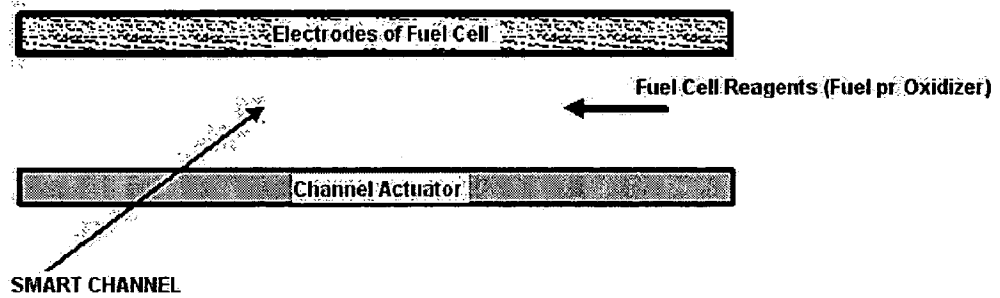 Electrodes of Fuel Cell
Fuel Cell Reagents (Fuel pr Oxidizer)
Channel Actuator
SMART CHANNEL